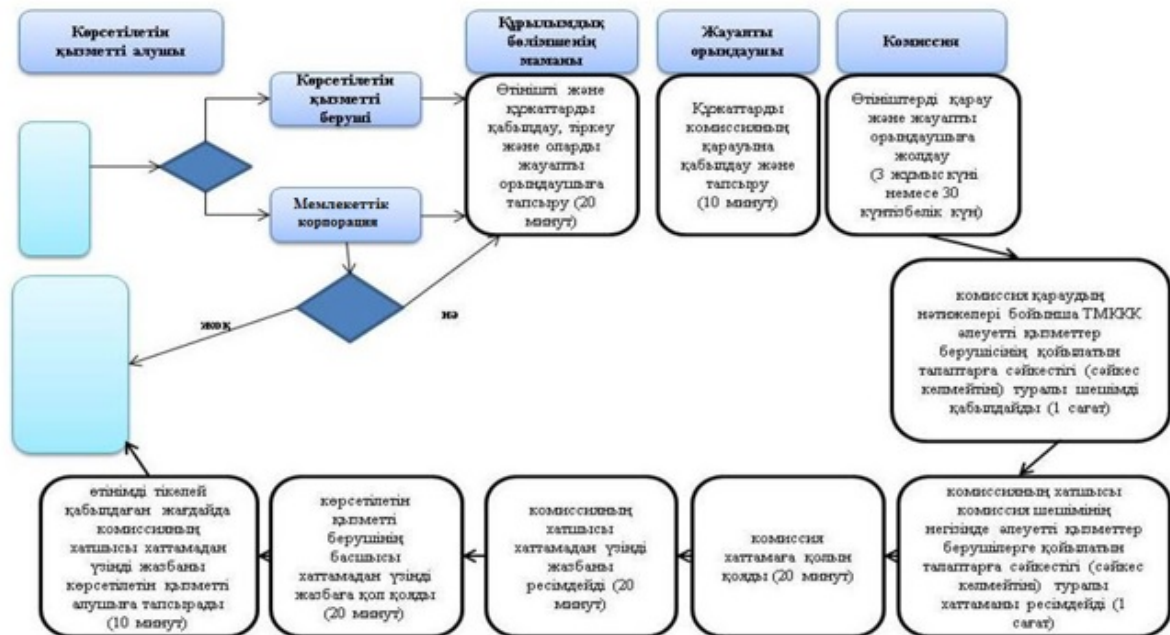 Көрсетілетін
қызметті алушы
Құрылымдық
бөлімшенің
маманы
Жауапты
орындаушы
Комиссия
Көрсетілетін
қызметті
беруші
Мемлекеттік
корпорация
Өтінішті және
құжаттарды
қабылдау, тіркеу
және оларды
жауапты
орындаушыға
тапсыру (20
минут)
Құжаттарды
комиссияның
қарауына
қабылдау және
тапсыру
(10 минут)
Өтініштерді қарау
және жауапты
орындаушыға
жолдау
(3 жұмыс күні
немесе 30
күнтізбелік күн)
жоқ
иә
комиссия қараудың
нәтижелері бойынша ТМККК
әлеуетті қызметтер
берушісінің қойылатын
талаптарға сәйкестігі (сәйкес
келмейтіні) туралы шешімді
қабылдайды (1 сағат)
өтінімді тікелей
қабылдаған жағдайда
комиссияның
хатшысы хаттамадан
үзінді жазбаны
көрсетілетін қызметті
алушыға тапсырады
(10 минут)
көрсетілетін
қызметті
берушінің
басшысы
хаттамадан үзінді
жазбаға қол қояды
(20 минут)
комиссияның
хатшысы
хаттамадан үзінді
жазбаны
ресімдейді (20
минут)
комиссия
хаттамаға қолын
қояды (20 минут)
комиссияның хатшысы
комиссия шешімінің
негізінде әлеуетті қызметтер
берушілерге қойылатын
талаптарға сәйкестігі (сәйкес
келмейтіні) туралы
хаттаманы ресімдейді (1
сағат)